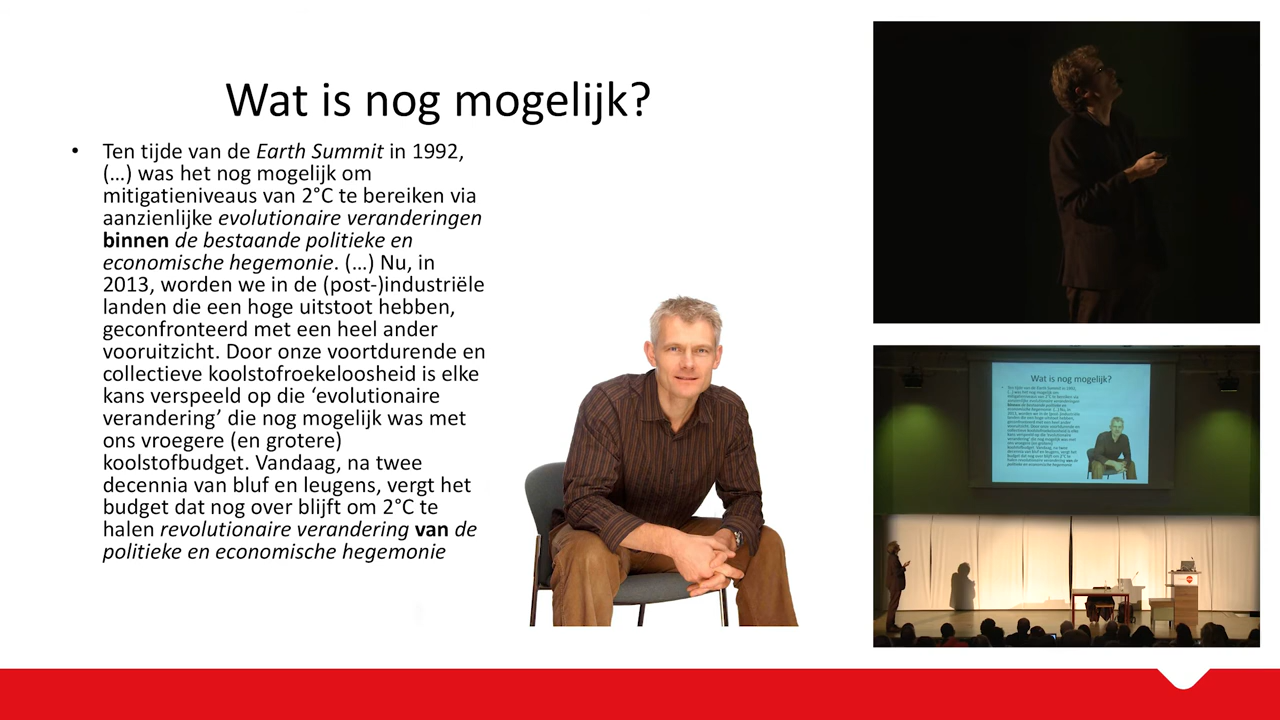 Wat is nog mogelijk?
• Ten tijde van de Earth Summit in 1992,
(…) was het nog mogelijk om
mitigatieniveaus van 2°C te bereiken via
aanzienlijke evolutionaire veranderingen
binnen de bestaande politieke en
economische hegemonie. (…) Nu, in
2013, worden we in de (post-)industriële
landen die een hoge uitstoot hebben,
geconfronteerd met een heel ander
vooruitzicht. Door onze voortdurende en
collectieve koolstofroekeloosheid is elke
kans verspeeld op die ‘evolutionaire
verandering’ die nog mogelijk was met
ons vroegere (en grotere)
koolstofbudget. Vandaag, na twee
decennia van bluf en leugens, vergt het
budget dat nog over blijft om 2°C te
halen revolutionaire verandering van de
politieke en economische hegemonie
Wat is nog mogelijk?